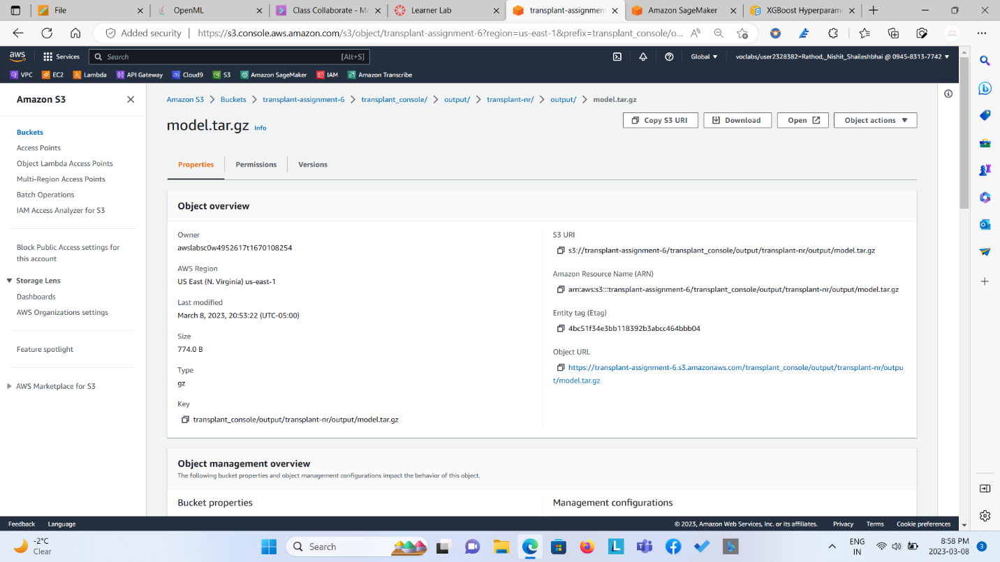 File
OpenML
Class Collaborate - Ma
Learner Lab
transplant-assignment
Amazon SageMaker
XGBoost Hyperparame
Added security
https://s3.console.aws.amazon.com/s3/object/transplant-assignment-6?region=us-east-1&prefix=transplant_console/o...
aws
Services
Search
[Alt+S]
Global
voclabs/user2328382=Rathod,_Nishit_Shaileshbhai @ 0945-8313-7742
VPC
EC2
Lambda
API Gateway
Cloud9
S3
Amazon SageMaker
IAM
Amazon Transcribe
Amazon S3
Buckets
Access Points
Object Lambda Access Points
Multi-Region Access Points
Batch Operations
IAM Access Analyzer for S3
Block Public Access settings for
this account
Storage Lens
Dashboards
AWS Organizations settings
Feature spotlight
AWS Marketplace for S3
Amazon S3
Buckets
transplant-assignment-6
transplant_console/
output/
transplant-nr/
output/
model.tar.gz
model.tar.gz
Info
Copy S3 URI
Download
Open
Object actions
Properties
Permissions
Versions
Object overview
Owner
awslabsc0w4952617t1670108254
AWS Region
US East (N. Virginia) us-east-1
Last modified
March 8, 2023, 20:53:22 (UTC-05:00)
Size
774.0 B
Type
gz
Key
transplant_console/output/transplant-nr/output/model.tar.gz
S3 URI
s3://transplant-assignment-6/transplant_console/output/transplant-nr/output/model.tar.gz
Amazon Resource Name (ARN)
arn:aws:s3:::transplant-assignment-6/transplant_console/output/transplant-nr/output/model.tar.gz
Entity tag (Etag)
4bc51f34e3bb118392b3abcc464bbb04
Object URL
https://transplant-assignment-6.s3.amazonaws.com/transplant_console/output/transplant-nr/outpu
t/model.tar.gz
Object management overview
The following bucket properties and object management configurations impact the behavior of this object.
Bucket properties
Management configurations
Feedback
Language
© 2023, Amazon Web Services, Inc. or its affiliates.
Privacy
Terms
Cookie preferences
-2°C
Clear
Search
ENG
IN
8:58 PM
2023-03-08
3